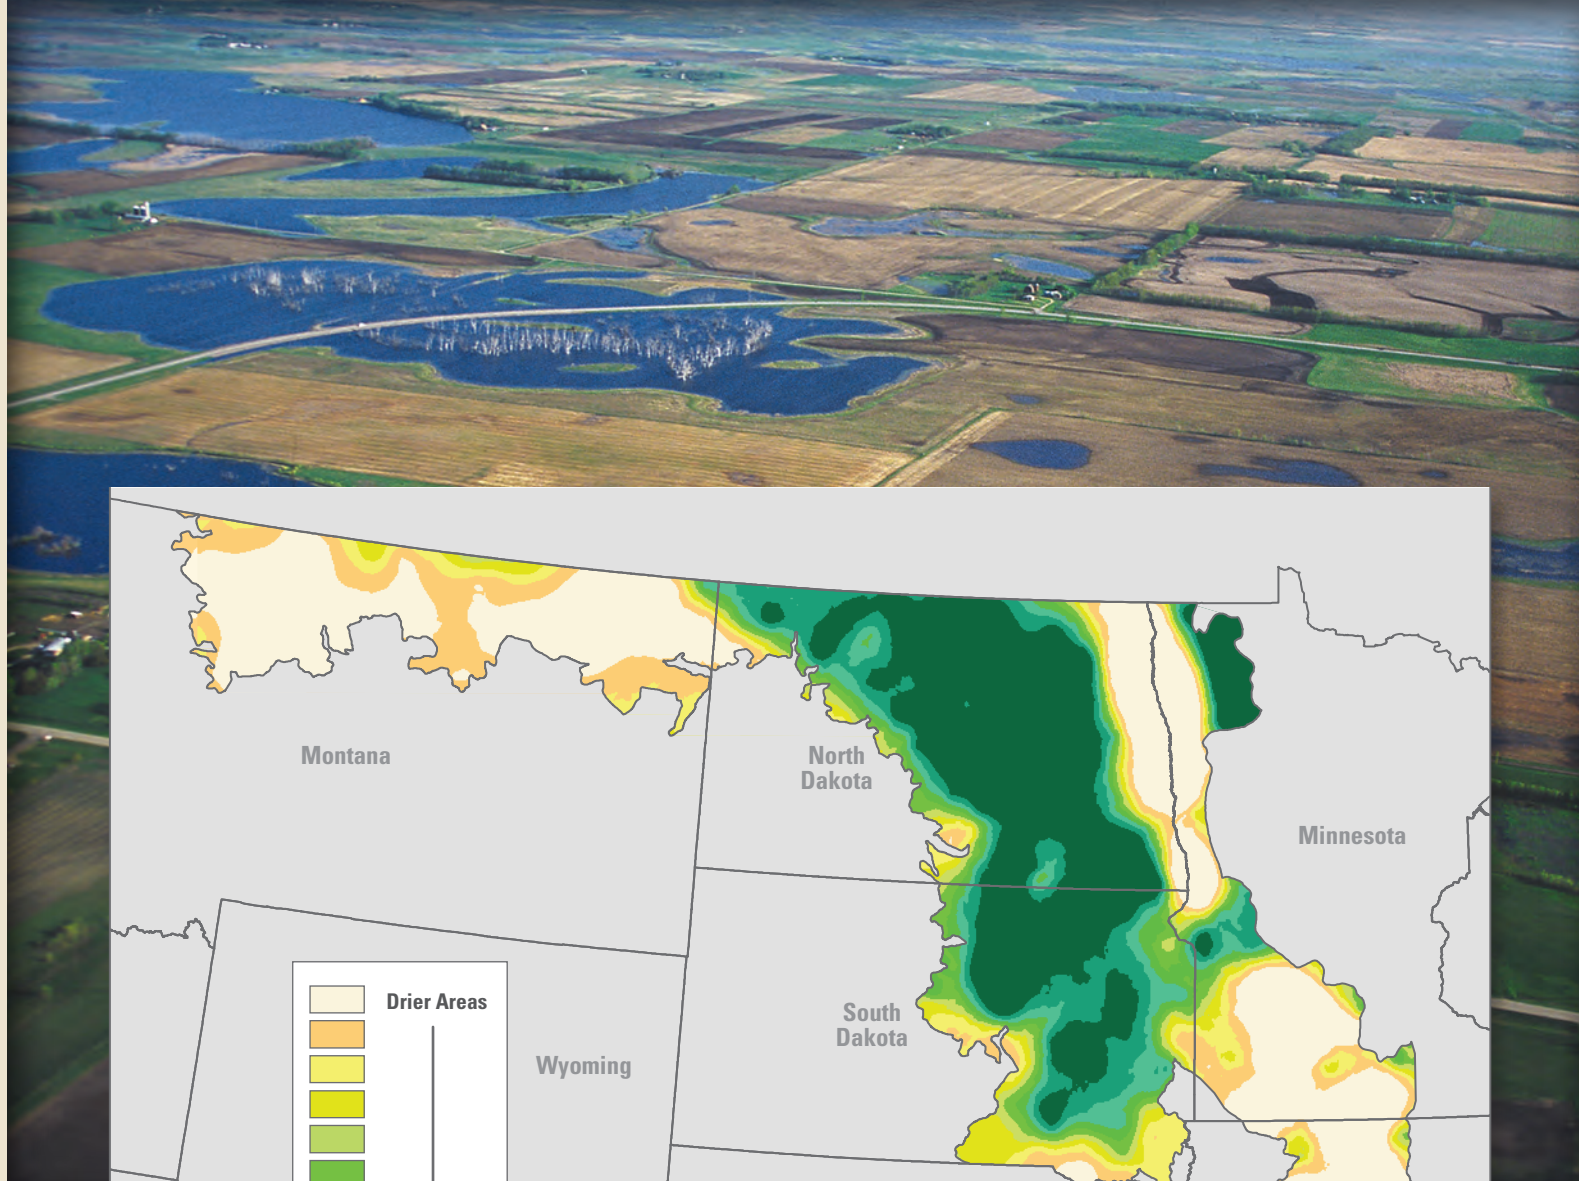 Montana
North
Dakota
Minnesota
Drier Areas
South
Dakota
Wyoming